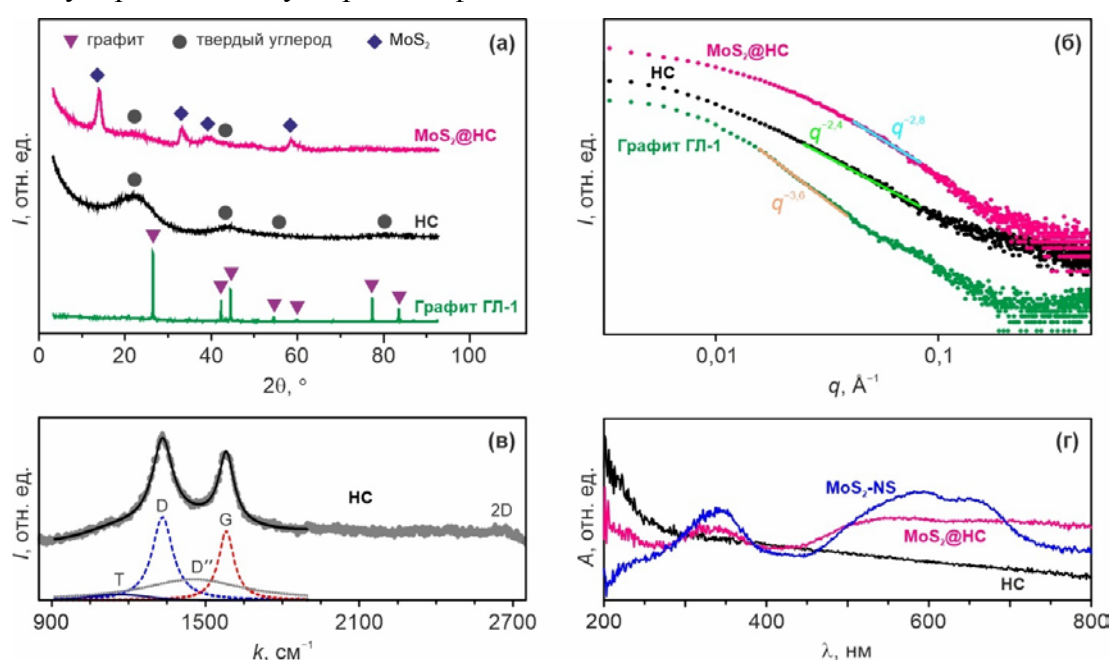 (а)
графит твердый углерод MoS₂
MoS₂@HC
HC
Графит ГЛ-1
I, отн. ед.
0 20 40 60 80 100
2θ, °
(б)
MoS₂@HC
HC
q⁻²,⁴ q⁻²,⁸
Графит ГЛ-1
q⁻³,⁶
I, отн. ед.
0,01 0,1
q, Å⁻¹
(в)
HC
D G 2D
T D″
I, отн. ед.
900 1500 2100 2700
k, см⁻¹
(г)
MoS₂-NS
MoS₂@HC
HC
A, отн. ед.
200 400 600 800
λ, нм